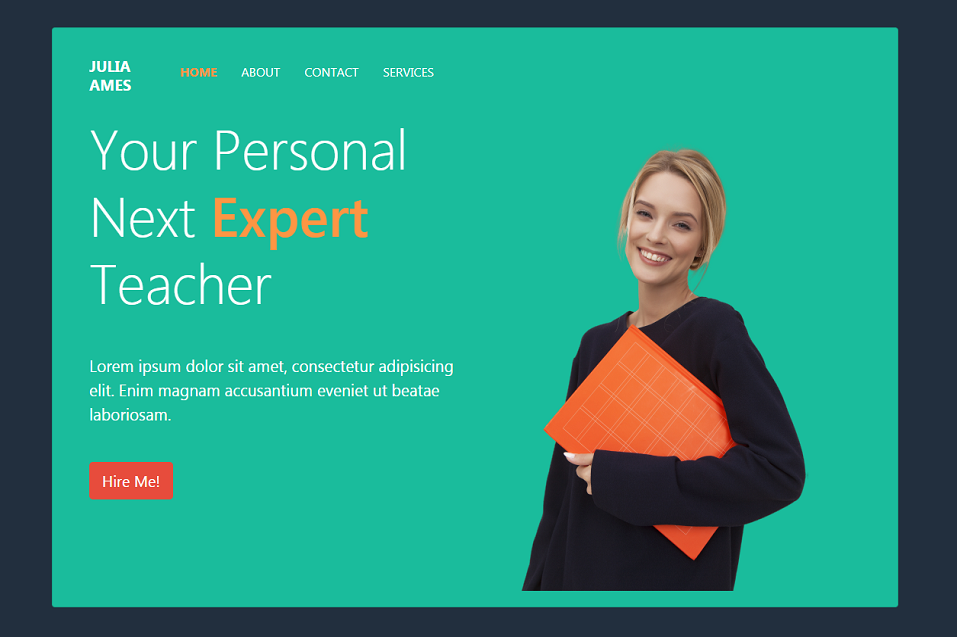 JULIA
AMES
HOME ABOUT CONTACT SERVICES
Your Personal
Next Expert
Teacher
Lorem ipsum dolor sit amet, consectetur adipisicing
elit. Enim magnam accusantium eveniet ut beatae
laboriosam.
Hire Me!